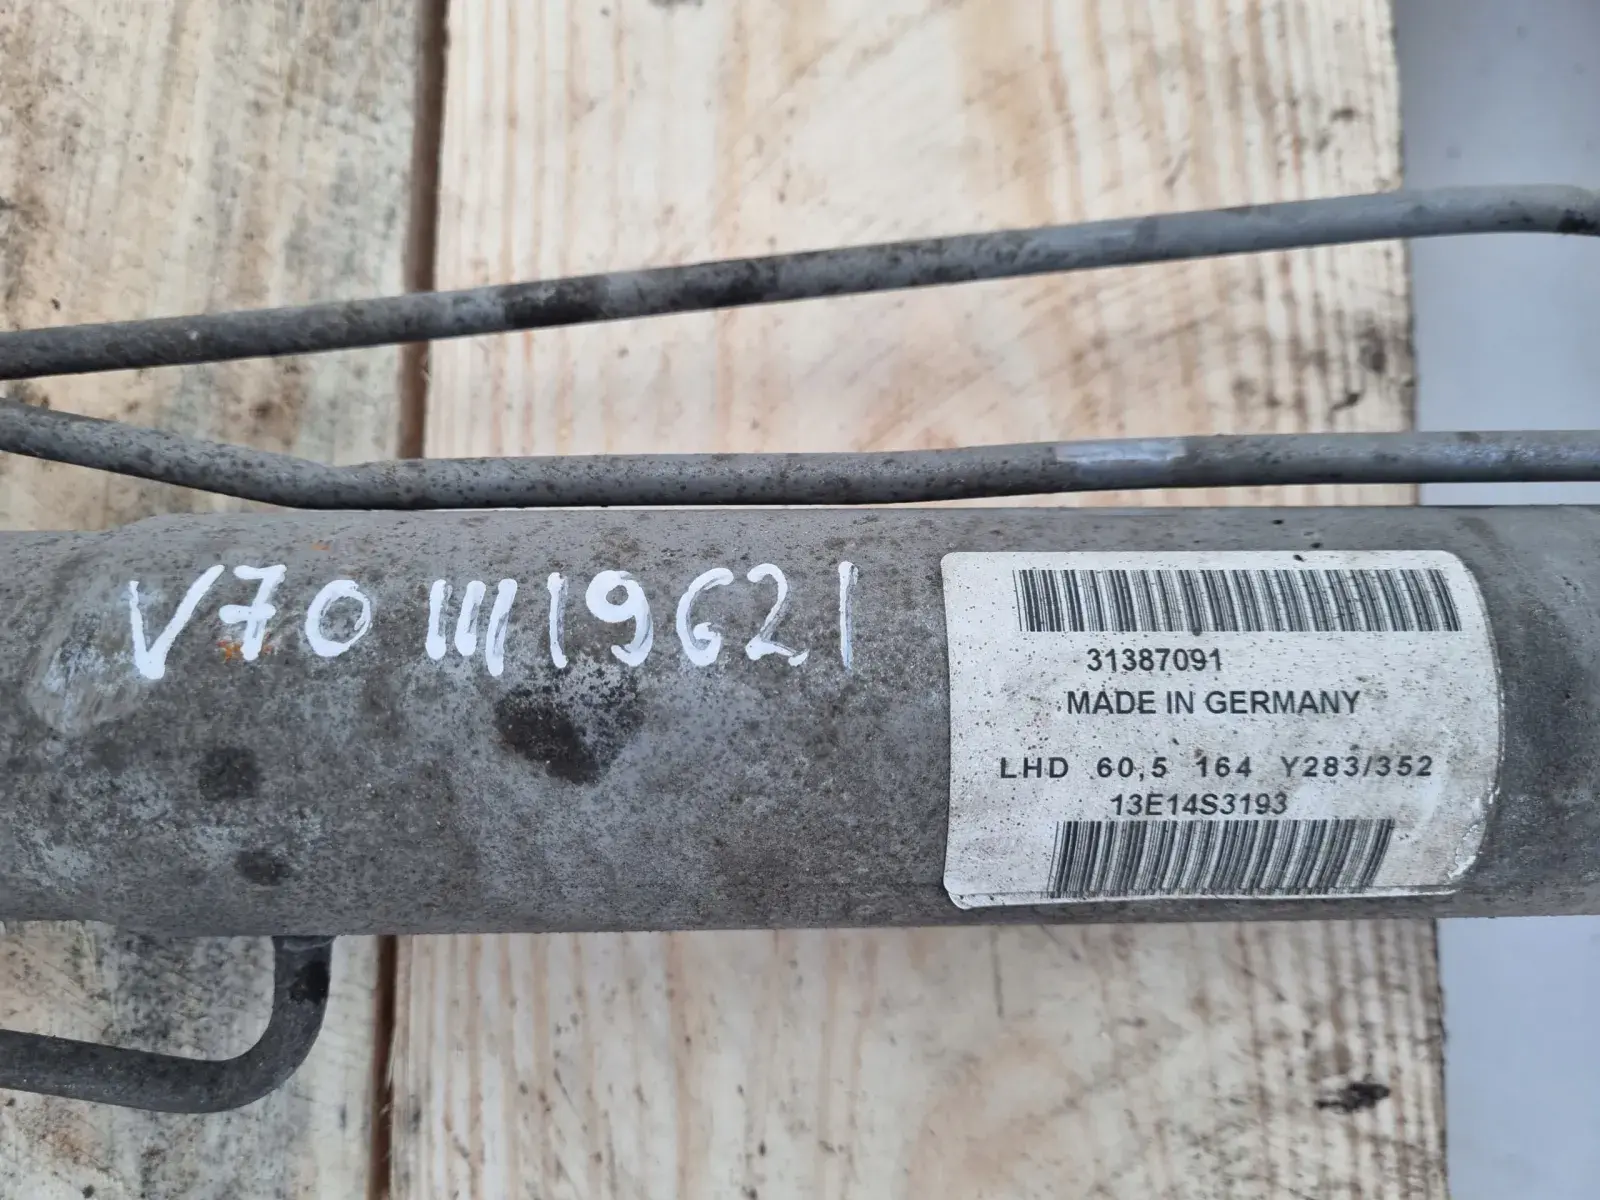 V70 III 19621
31387091
MADE IN GERMANY
LHD 60,5 164 Y283/352
13E14S3193